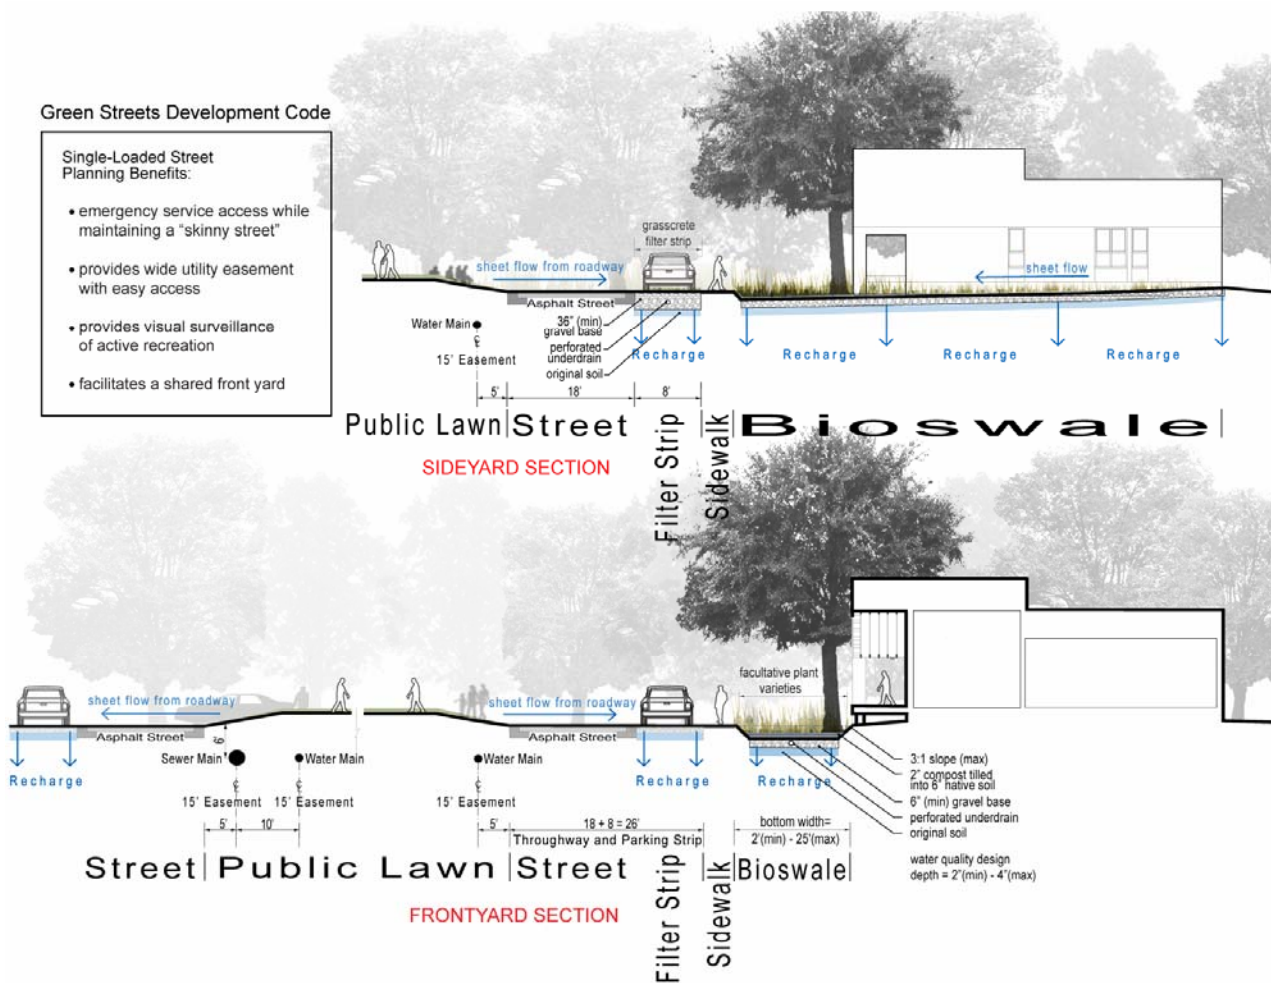 Green Streets Development Code
Single-Loaded Street
Planning Benefits:
• emergency service access while
maintaining a “skinny street”
• provides wide utility easement
with easy access
• provides visual surveillance
of active recreation
• facilitates a shared front yard
grasscrete
filter strip
sheet flow from roadway
sheet flow
Asphalt Street
Water Main
℄
15' Easement
36" (min)
gravel base
perforated
underdrain
original soil
Recharge
Recharge
Recharge
Recharge
5'
18'
8'
Public Lawn
Street
Filter Strip
Sidewalk
Bioswale
SIDEYARD SECTION
facultative plant
varieties
sheet flow from roadway
sheet flow from roadway
Asphalt Street
Asphalt Street
6'
Sewer Main
Water Main
Water Main
Recharge
Recharge
Recharge
℄
15' Easement
℄
15' Easement
℄
15' Easement
3:1 slope (max)
2" compost tilled
into 6" native soil
6" (min) gravel base
perforated underdrain
original soil
water quality design
depth = 2"(min) - 4"(max)
5'
10'
5'
18 + 8 = 26'
Throughway and Parking Strip
bottom width=
2'(min) - 25'(max)
Street
Public Lawn
Street
Filter Strip
Sidewalk
Bioswale
FRONTYARD SECTION